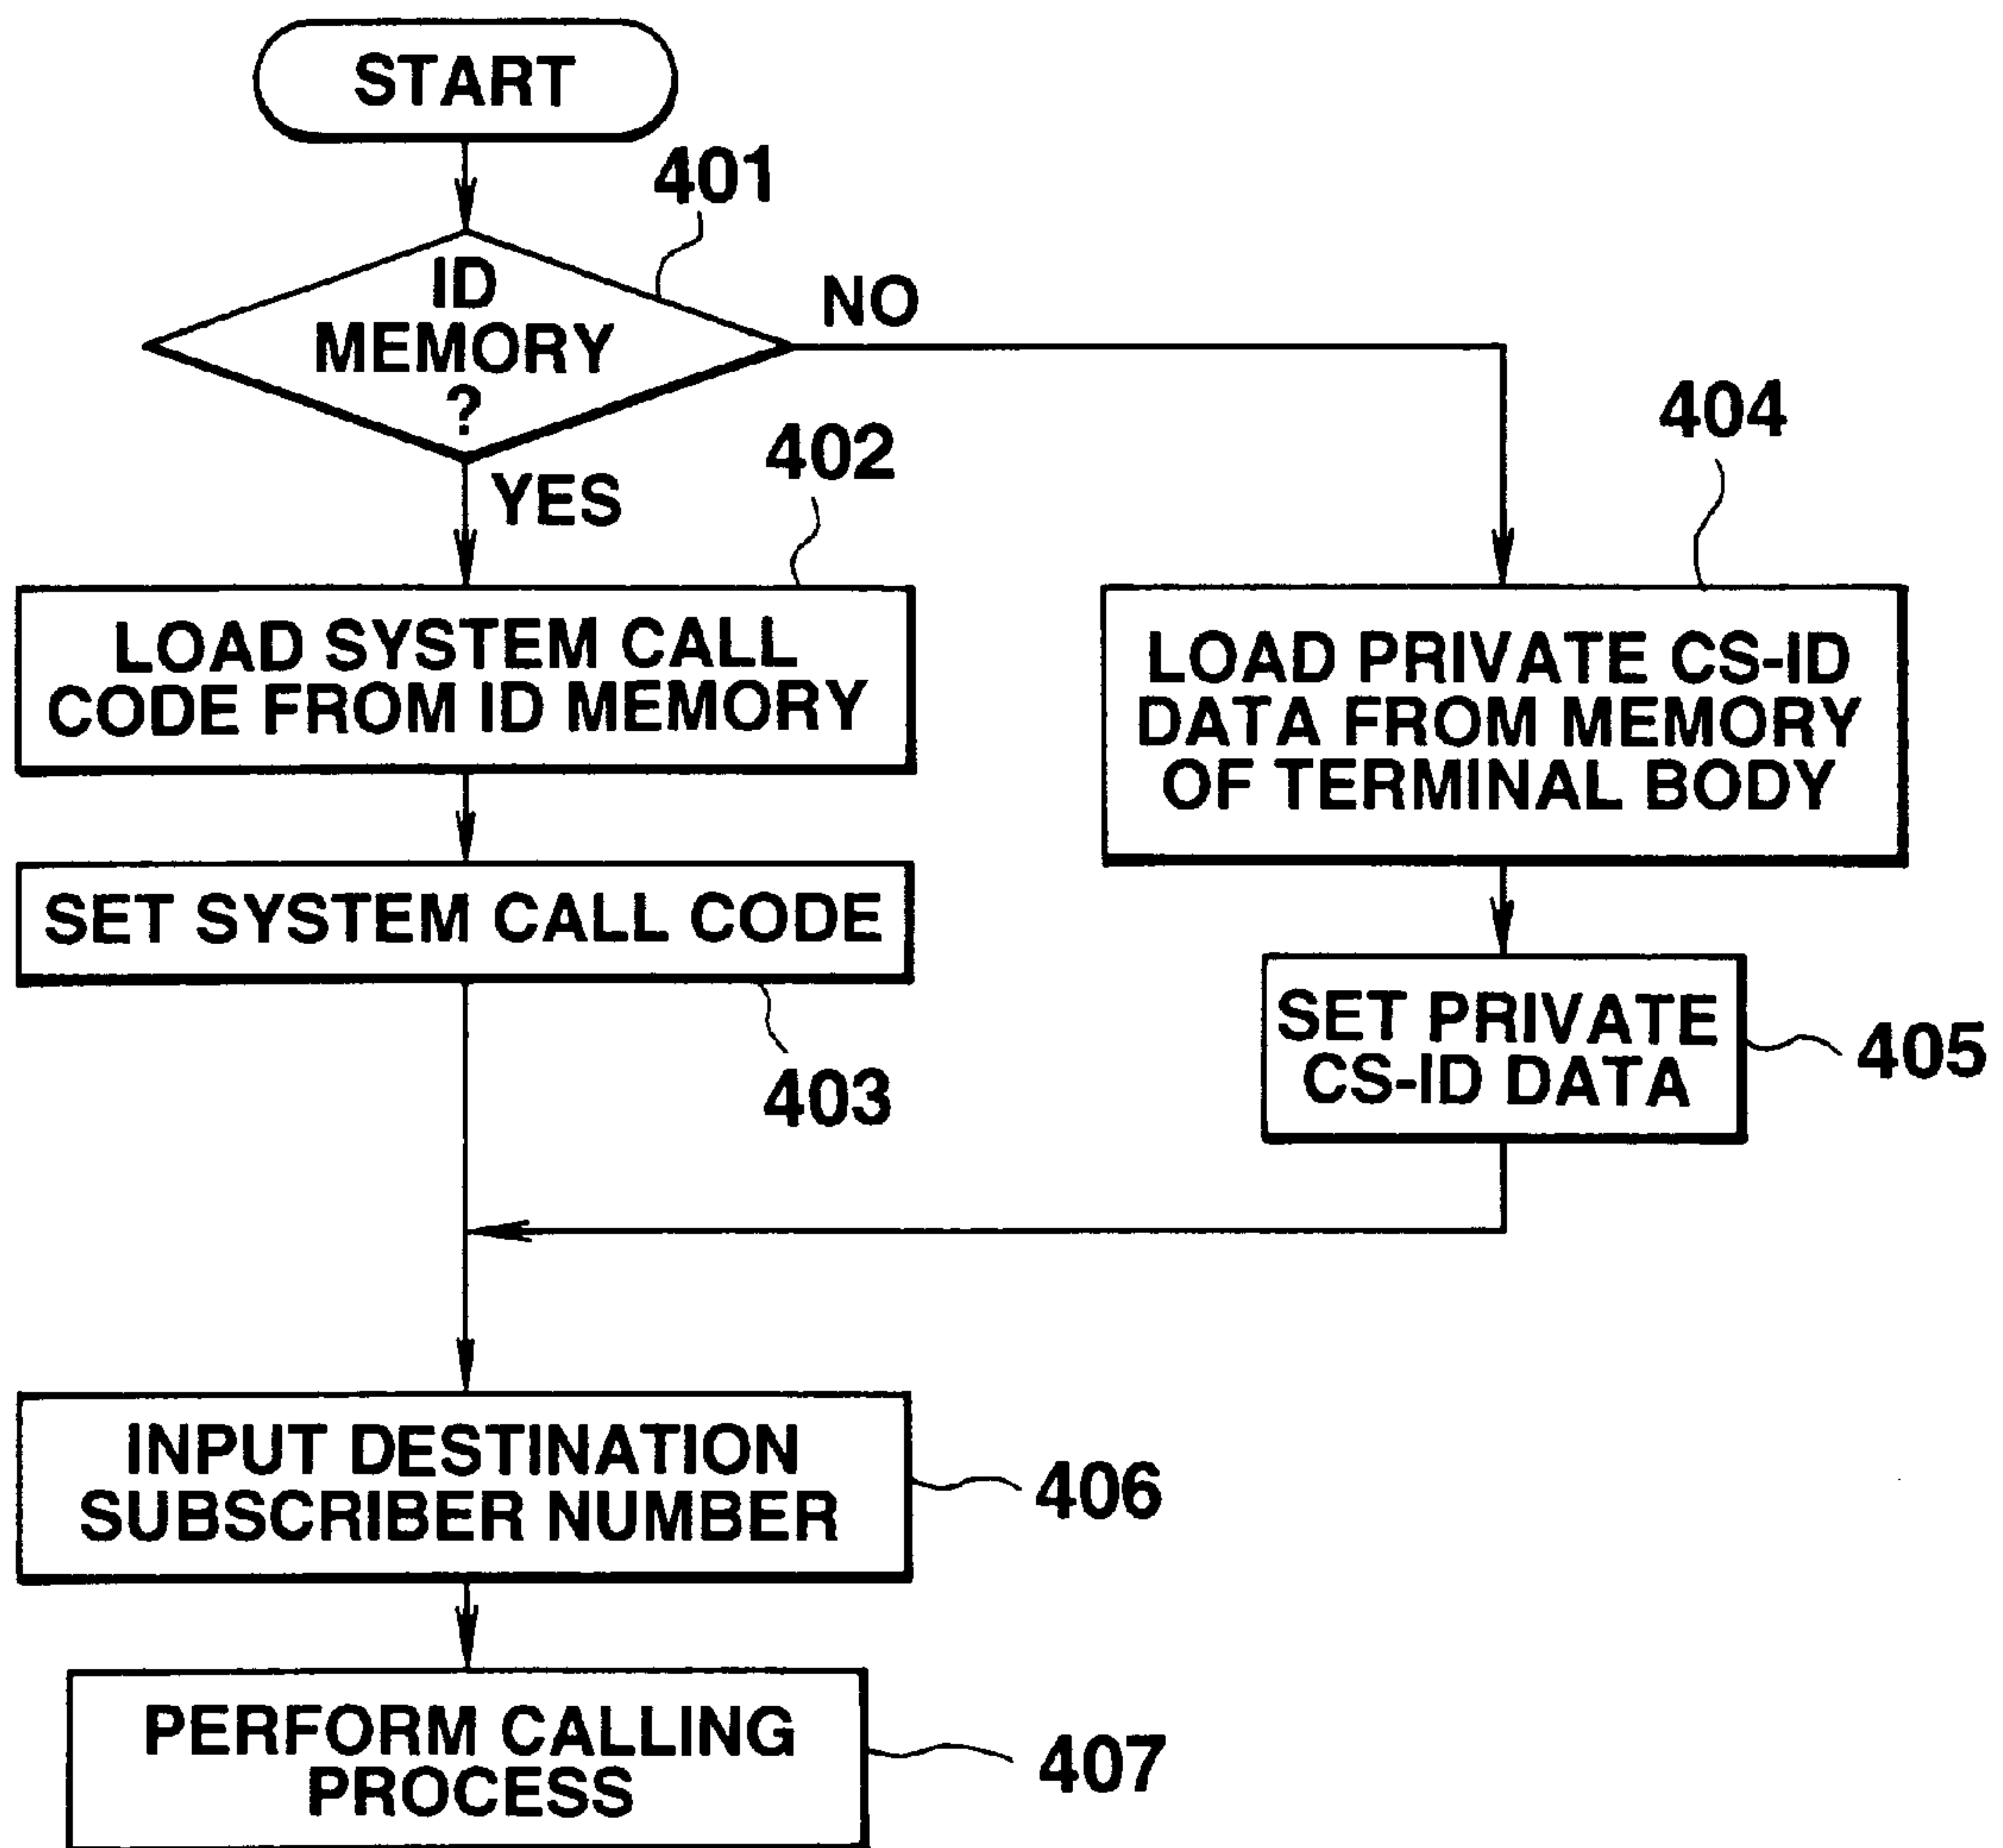 START
401
ID
MEMORY
?
NO
YES
402
404
LOAD SYSTEM CALL
CODE FROM ID MEMORY
LOAD PRIVATE CS-ID
DATA FROM MEMORY
OF TERMINAL BODY
SET SYSTEM CALL CODE
403
SET PRIVATE
CS-ID DATA
405
INPUT DESTINATION
SUBSCRIBER NUMBER
406
PERFORM CALLING
PROCESS
407